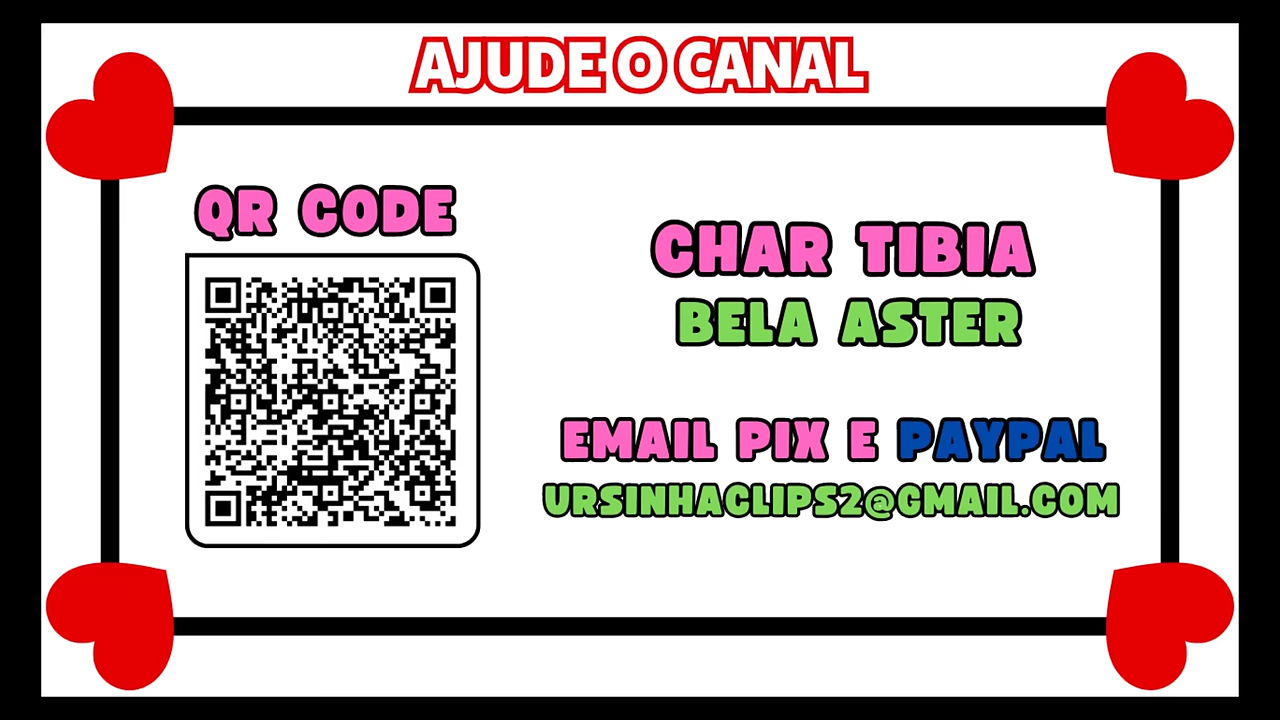 AJUDE O CANAL
QR CODE
CHAR TIBIA
BELA ASTER
EMAIL PIX E PAYPAL
URSINHACLIPS2@GMAIL.COM